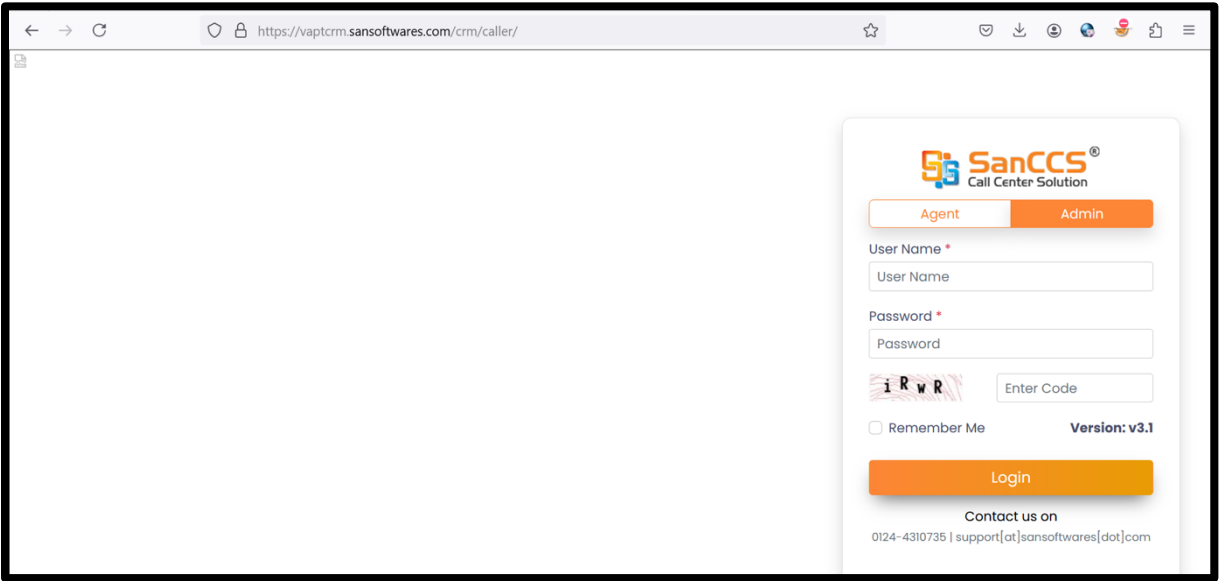 https://vaptcrm.sansoftwares.com/crm/caller/
SanCCS®
Call Center Solution
Agent Admin
User Name *
User Name
Password *
Password
iRwR Enter Code
Remember Me Version: v3.1
Login
Contact us on
0124-4310735 | support[at]sansoftwares[dot]com